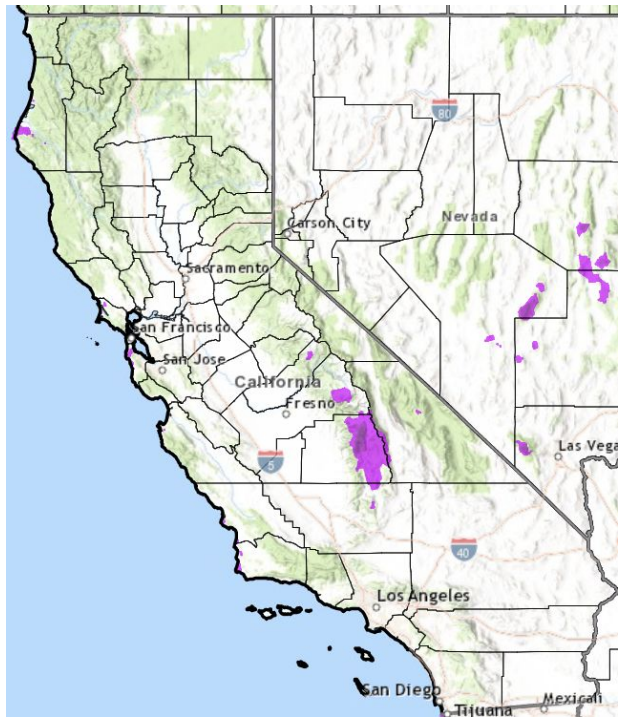 80
Nevada
Carson City
Sacramento
San Francisco
San Jose
California
Fresno
Las Vega
5
40
Los Angeles
San Diego
Tijuana
Mexicali